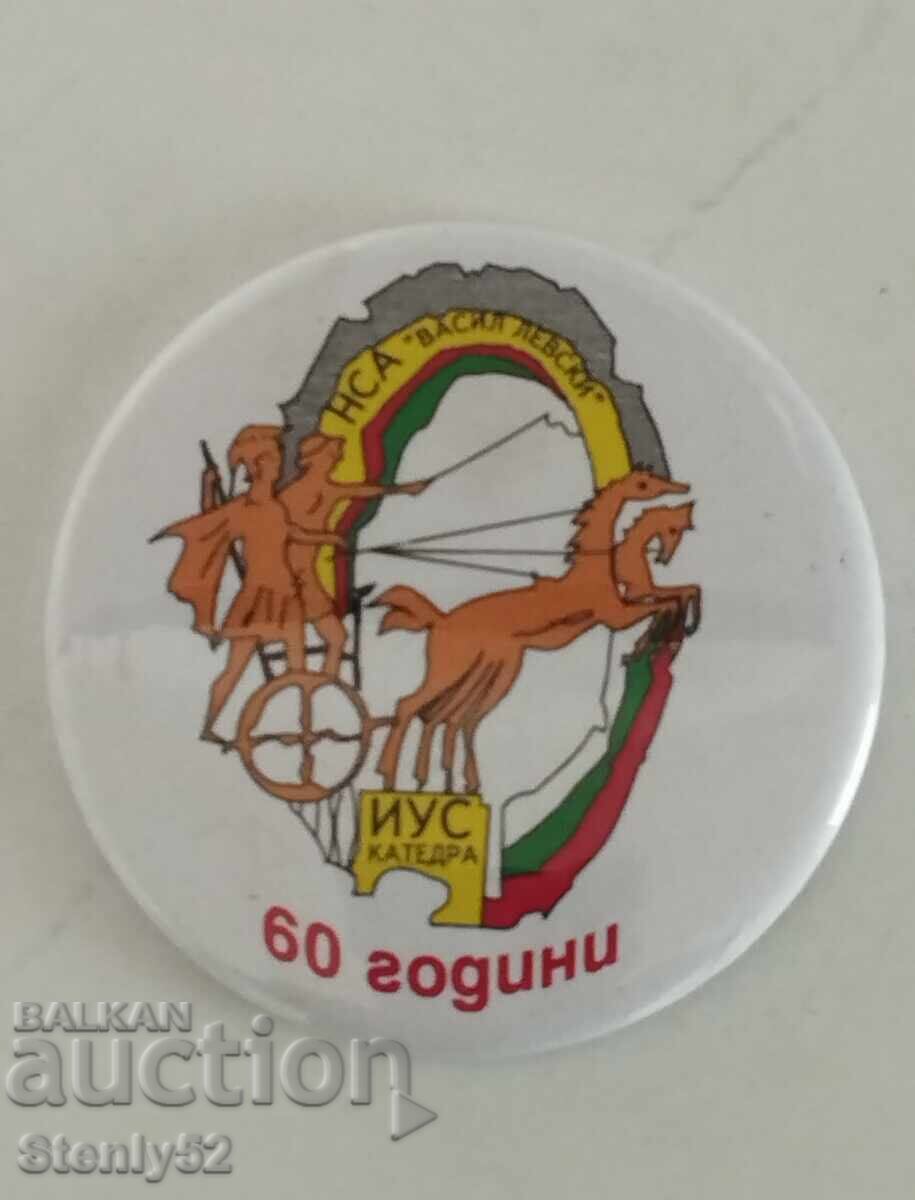 НСА "ВАСИЛ ЛЕВСКИ"
ИУС
КАТЕДРА
60 години
BALKAN
auction
Stenly52